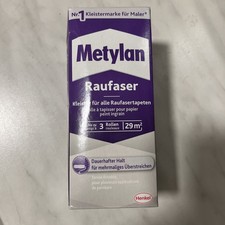 Nr.1 Kleistermarke für Maler*
Metylan
Raufaser
Kleister für alle Raufasertapeten
Colle à tapisser pour papier
peint ingrain
3 Rollen
29 m²
Dauerhafter Halt
für mehrmaliges Überstreichen
Henkel